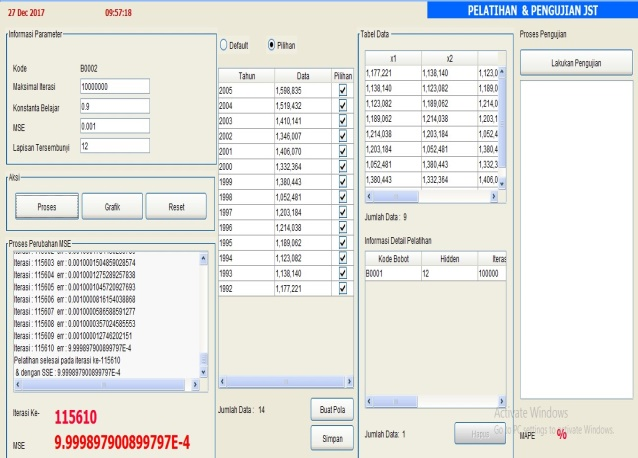 27 Dec 2017 09:57:18 PELATIHAN & PENGUJIAN JST
Informasi Parameter
Kode B0002
Maksimal Iterasi 10000000
Konstanta Belajar 0.9
MSE 0.001
Lapisan Tersembunyi 12
Aksi
Proses Grafik Reset
Proses Perubahan MSE
Iterasi : 115603 err : 0.0010001504859028574
Iterasi : 115604 err : 0.0010001275289257838
Iterasi : 115605 err : 0.0010001045720927693
Iterasi : 115606 err : 0.0010000816154038868
Iterasi : 115607 err : 0.0010000586588591277
Iterasi : 115608 err : 0.0010000357024585553
Iterasi : 115609 err : 0.001000012746202151
Iterasi : 115610 err : 9.999897900899797E-4
Pelatihan selesai pada iterasi ke-115610
& dengan SSE : 9.999897900899797E-4
Iterasi Ke- 115610
MSE 9.999897900899797E-4
Default Pilihan
Tahun Data Pilihan
2005 1,598,835
2004 1,519,432
2003 1,410,141
2002 1,346,007
2001 1,406,070
2000 1,332,364
1999 1,380,443
1998 1,052,481
1997 1,203,184
1996 1,214,038
1995 1,189,062
1994 1,123,082
1993 1,138,140
1992 1,177,221
Jumlah Data : 14 Buat Pola
Simpan
Tabel Data
x1 x2
1,177,221 1,138,140 1,123,0
1,138,140 1,123,082 1,189,0
1,123,082 1,189,062 1,214,0
1,189,062 1,214,038 1,203,1
1,214,038 1,203,184 1,052,4
1,203,184 1,052,481 1,380,4
1,052,481 1,380,443 1,332,3
1,380,443 1,332,364 1,406,0
Jumlah Data : 9
Informasi Detail Pelatihan
Kode Bobot Hidden Iteras
B0001 12 100000
Jumlah Data: 1 Hapus
Proses Pengujian
Lakukan Pengujian
Activate Windows
Go to PC settings to activate Windows.
MAPE %